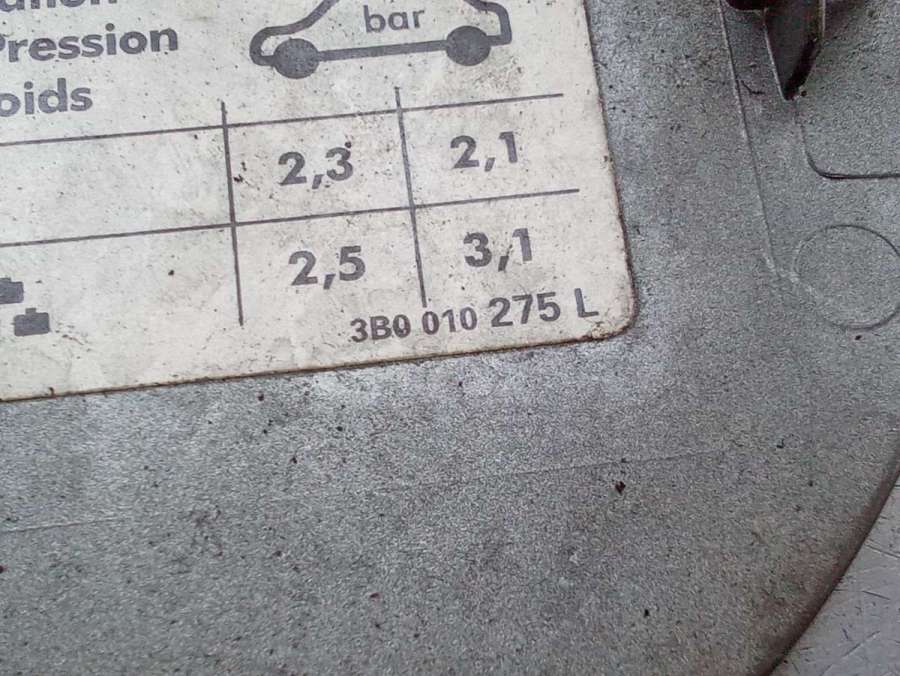 bar
Pression
oids
2,3 2,1
2,5 3,1
3B0 010 275 L